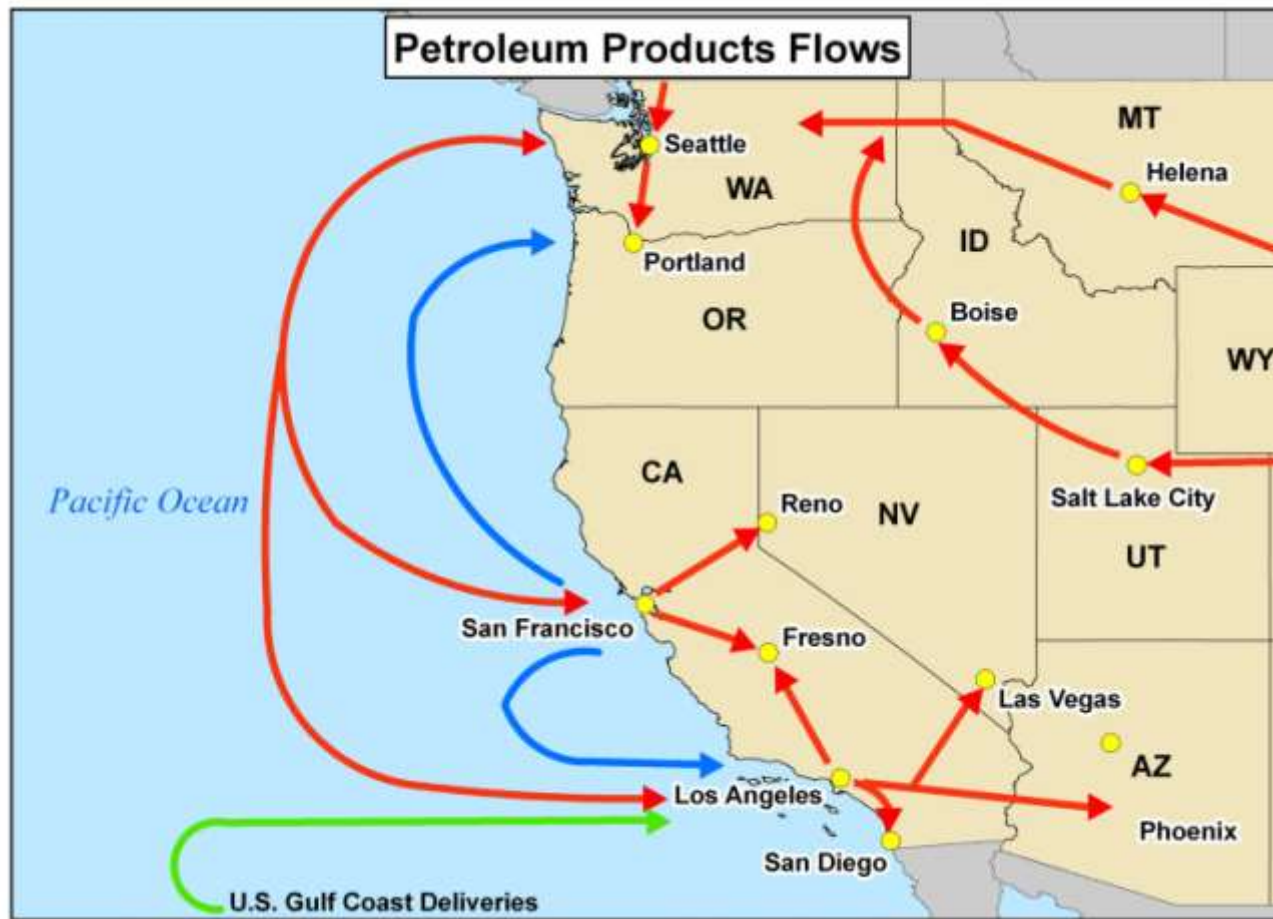 Petroleum Products Flows
MT
Seattle
Helena
WA
ID
Portland
Boise
OR
WY
CA
Pacific Ocean
Reno
NV
Salt Lake City
UT
San Francisco
Fresno
Las Vegas
AZ
Los Angeles
Phoenix
San Diego
U.S. Gulf Coast Deliveries